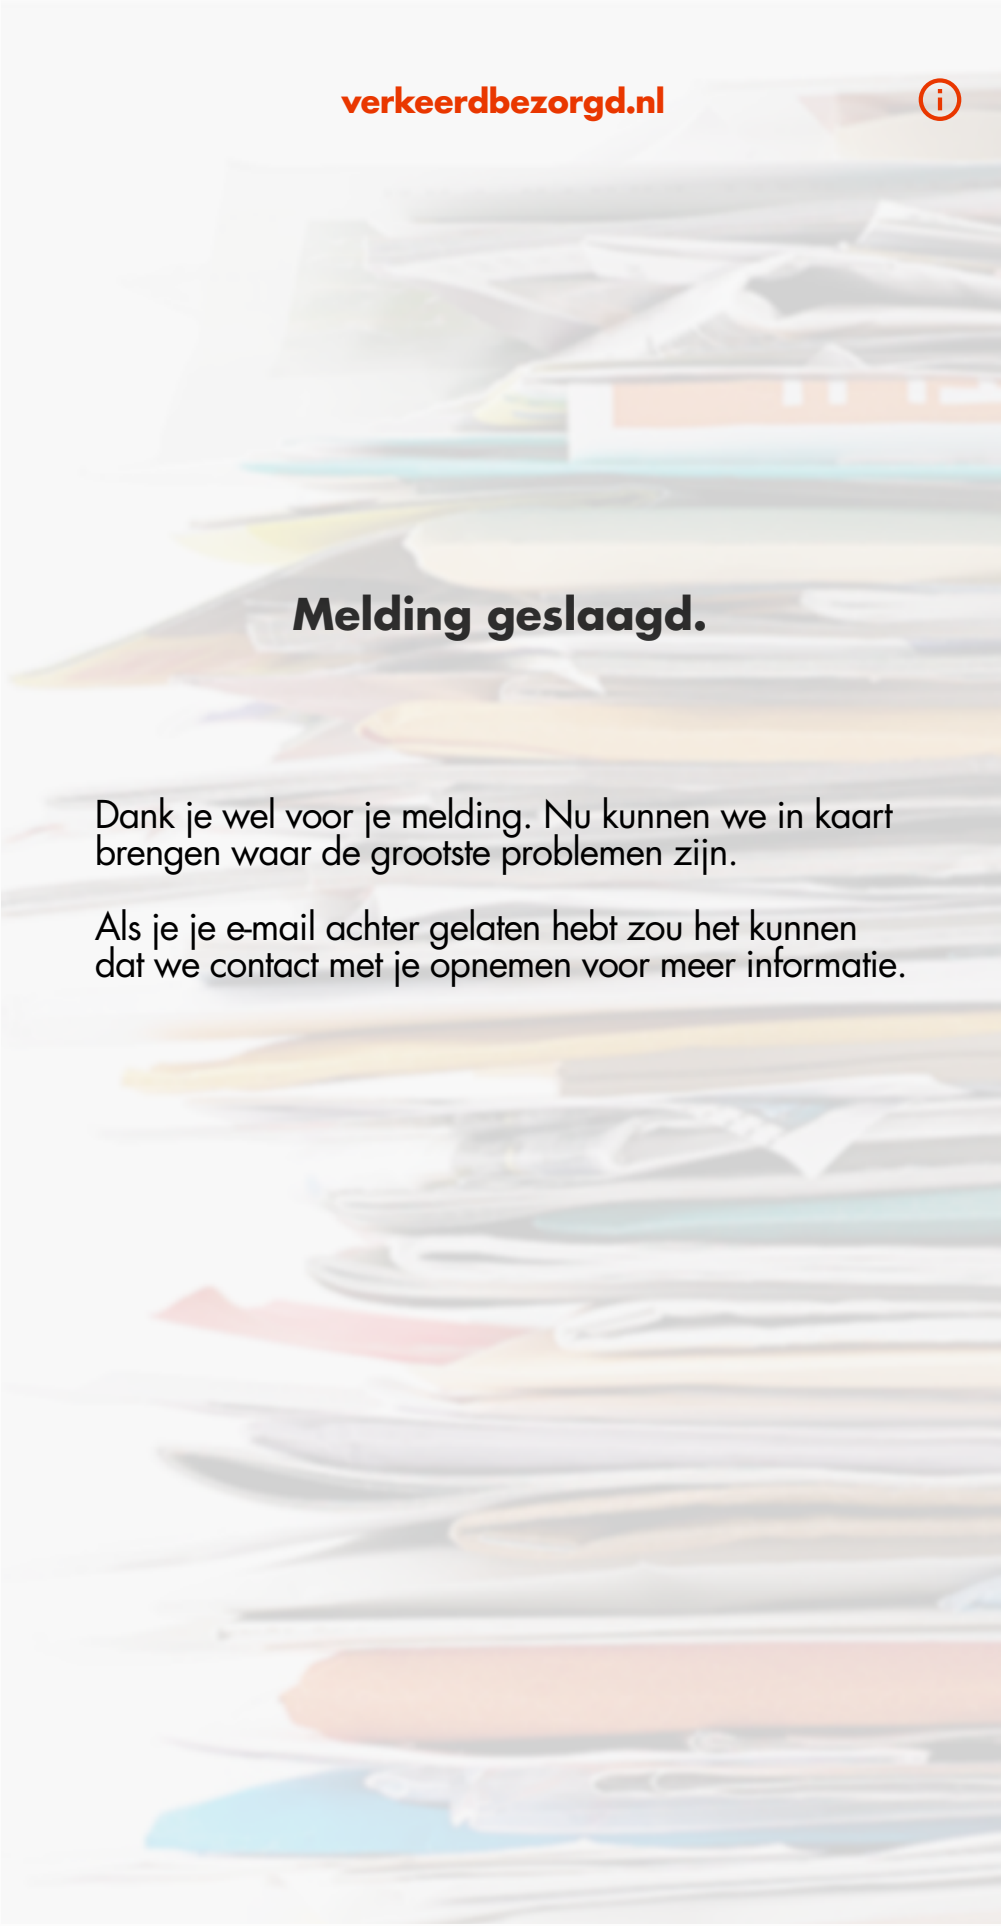 verkeerdbezorgd.nl
Melding geslaagd.
Dank je wel voor je melding. Nu kunnen we in kaart
brengen waar de grootste problemen zijn.
Als je je e-mail achter gelaten hebt zou het kunnen
dat we contact met je opnemen voor meer informatie.